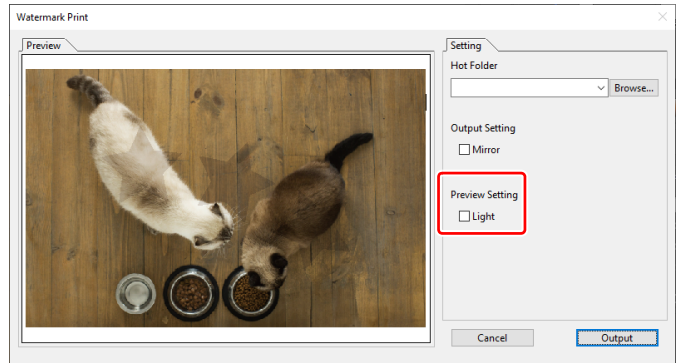 Watermark Print
Preview
Setting
Hot Folder
Browse...
Output Setting
Mirror
Preview Setting
Light
Cancel
Output